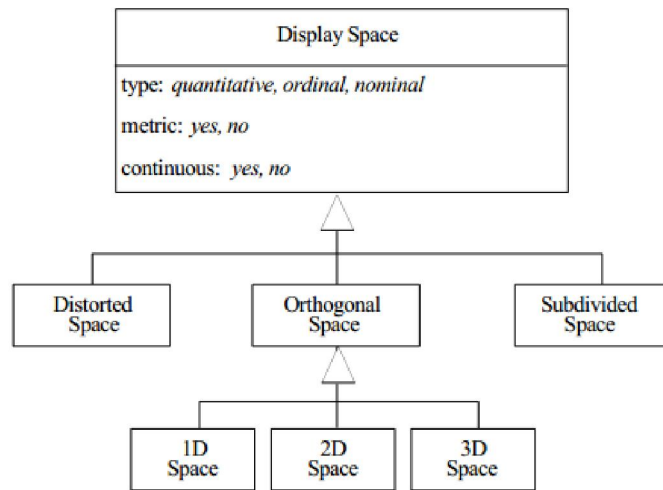 Display Space
type: quantitative, ordinal, nominal
metric: yes, no
continuous: yes, no
Distorted
Space
Orthogonal
Space
Subdivided
Space
1D
Space
2D
Space
3D
Space